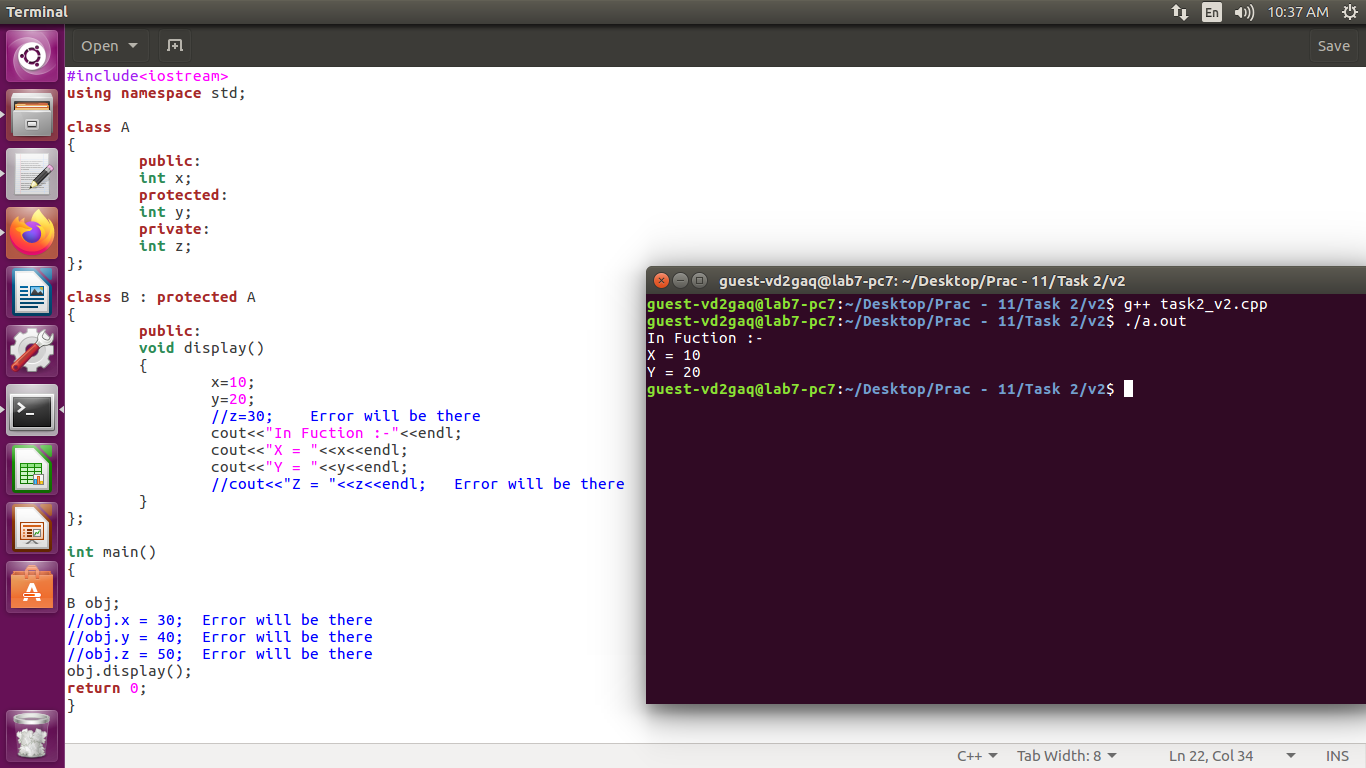 Terminal
En
10:37 AM
Open
Save
#include<iostream>
using namespace std;
class A
{
public:
int x;
protected:
int y;
private:
int z;
};
class B : protected A
{
public:
void display()
{
x=10;
y=20;
//z=30;    Error will be there
cout<<"In Fuction :-"<<endl;
cout<<"X = "<<x<<endl;
cout<<"Y = "<<y<<endl;
//cout<<"Z = "<<z<<endl;   Error will be there
}
};
int main()
{
B obj;
//obj.x = 30;  Error will be there
//obj.y = 40;  Error will be there
//obj.z = 50;  Error will be there
obj.display();
return 0;
}
guest-vd2gaq@lab7-pc7: ~/Desktop/Prac - 11/Task 2/v2
guest-vd2gaq@lab7-pc7:~/Desktop/Prac - 11/Task 2/v2$ g++ task2_v2.cpp
guest-vd2gaq@lab7-pc7:~/Desktop/Prac - 11/Task 2/v2$ ./a.out
In Fuction :-
X = 10
Y = 20
guest-vd2gaq@lab7-pc7:~/Desktop/Prac - 11/Task 2/v2$
C++
Tab Width: 8
Ln 22, Col 34
INS